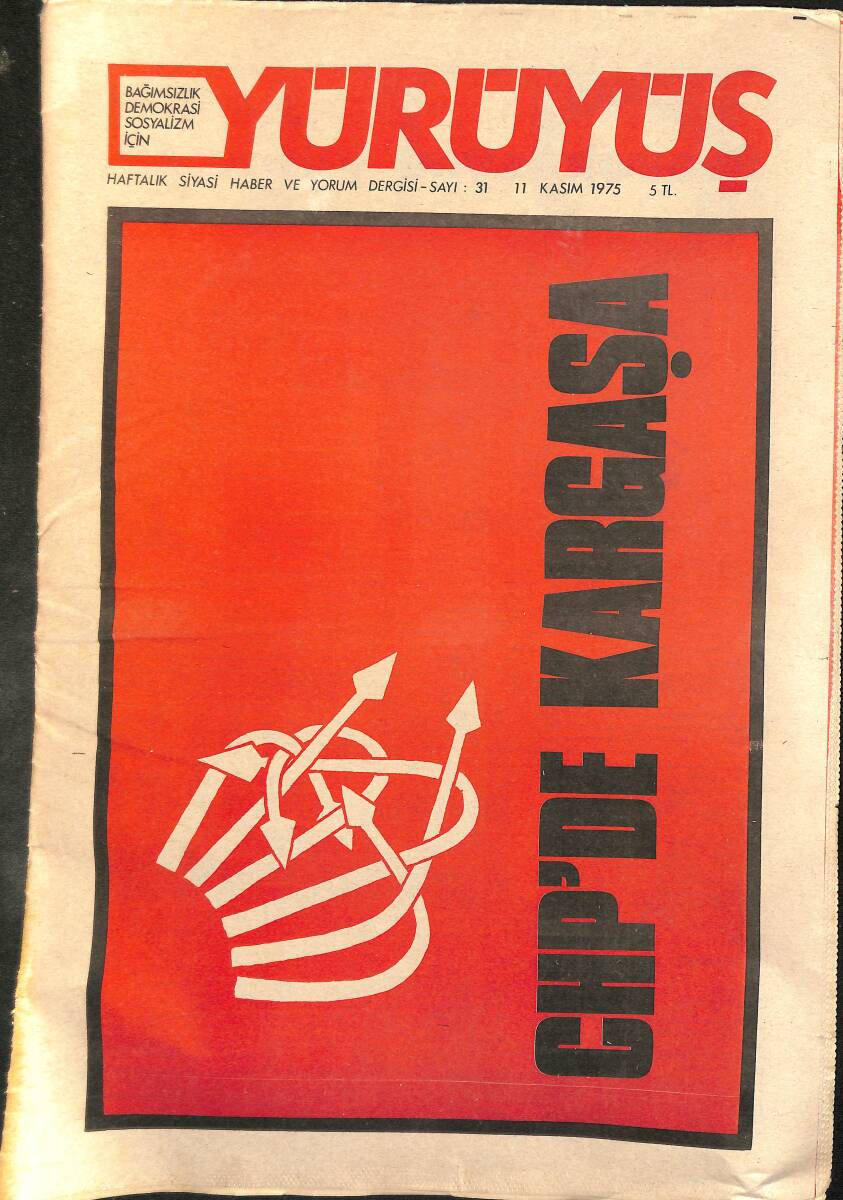 BAĞIMSIZLIK
DEMOKRASİ
SOSYALİZM
İÇİN
YÜRÜYÜŞ
HAFTALIK SİYASİ HABER VE YORUM DERGİSİ - SAYI : 31 11 KASIM 1975 5 TL.
CHP'DE KARGAŞA